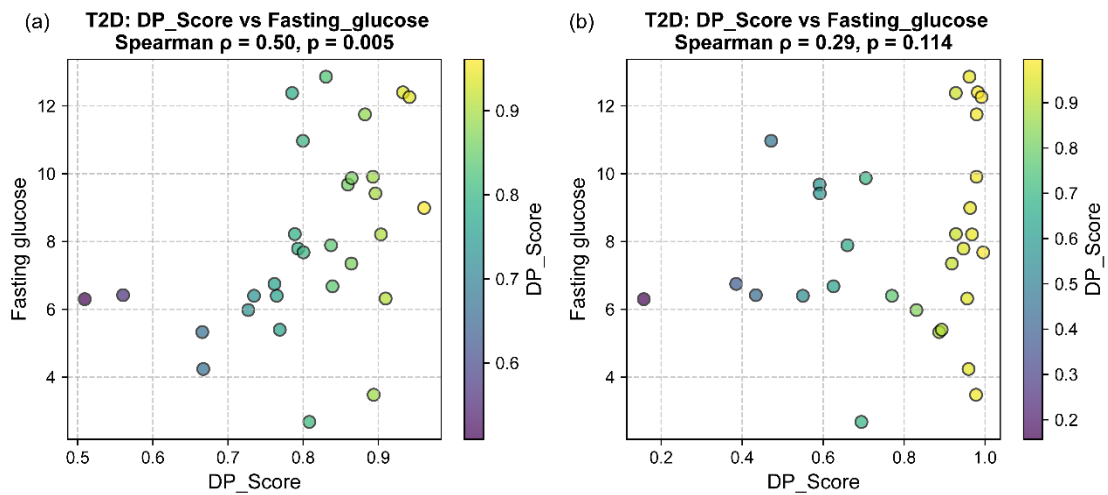 (a)
T2D: DP_Score vs Fasting_glucose
Spearman ρ = 0.50, p = 0.005
Fasting glucose
12
10
8
6
4
0.5 0.6 0.7 0.8 0.9
DP_Score
0.9
0.8
0.7
0.6
DP_Score
(b)
T2D: DP_Score vs Fasting_glucose
Spearman ρ = 0.29, p = 0.114
Fasting glucose
12
10
8
6
4
0.2 0.4 0.6 0.8 1.0
DP_Score
0.9
0.8
0.7
0.6
0.5
0.4
0.3
0.2
DP_Score